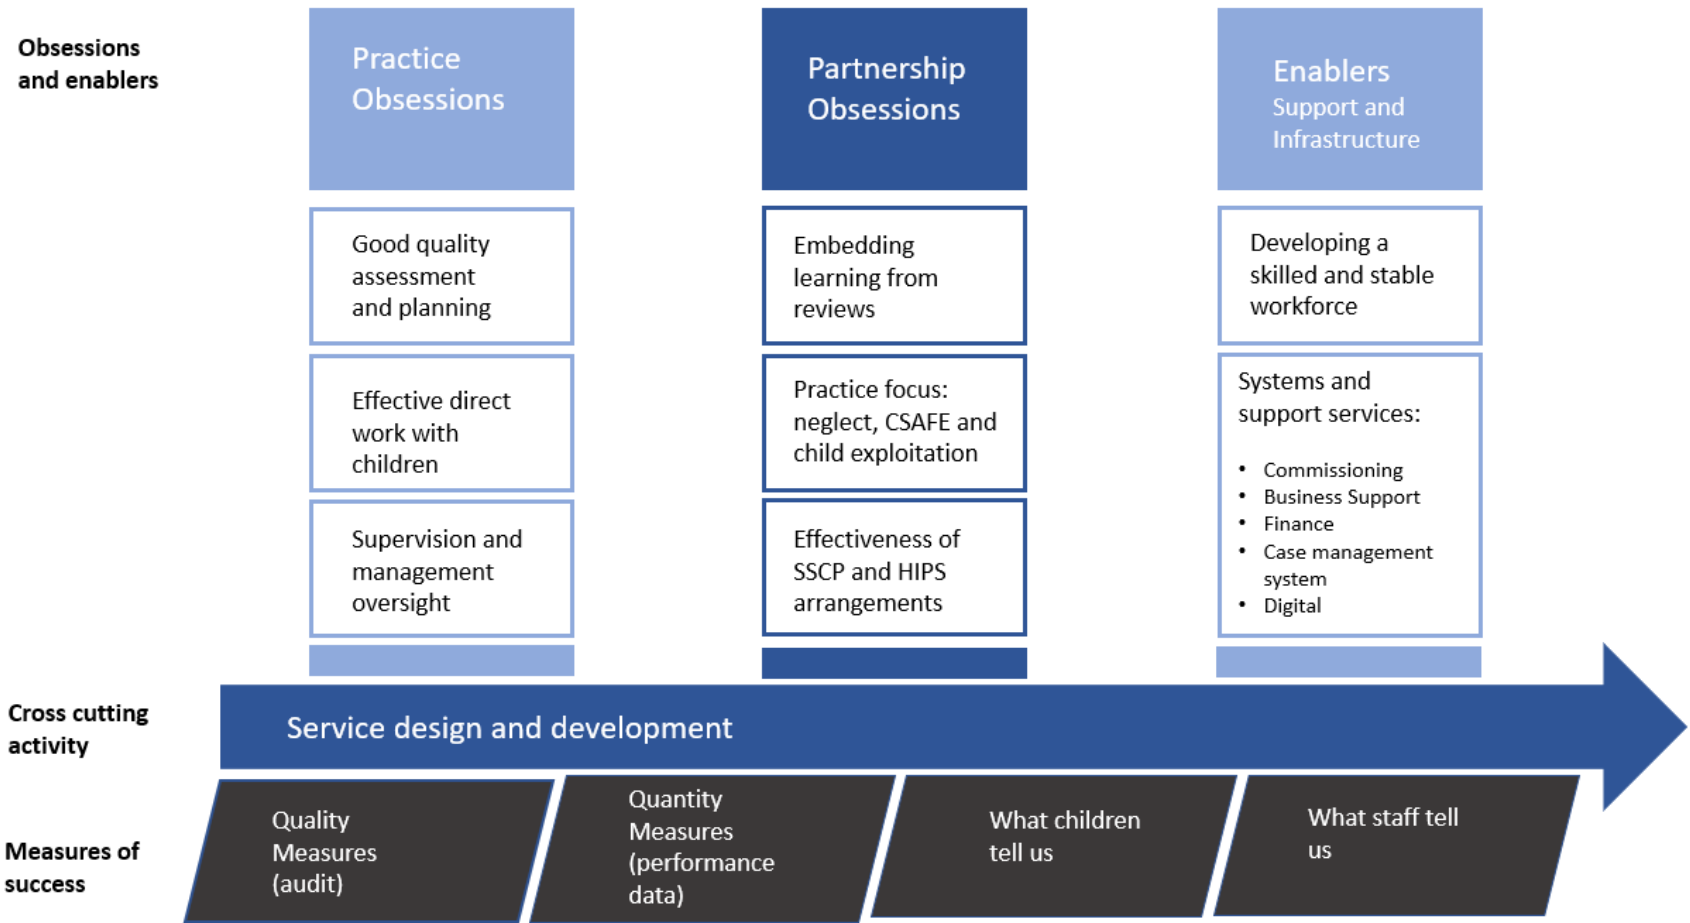 Obsessions
and enablers
Practice
Obsessions
Partnership
Obsessions
Enablers
Support and
Infrastructure
Good quality
assessment
and planning
Embedding
learning from
reviews
Developing a
skilled and stable
workforce
Effective direct
work with
children
Practice focus:
neglect, CSAFE and
child exploitation
Systems and
support services:
• Commissioning
• Business Support
• Finance
• Case management
system
• Digital
Supervision and
management
oversight
Effectiveness of
SSCP and HIPS
arrangements
Cross cutting
activity
Service design and development
Measures of
success
Quality
Measures
(audit)
Quantity
Measures
(performance
data)
What children
tell us
What staff tell
us